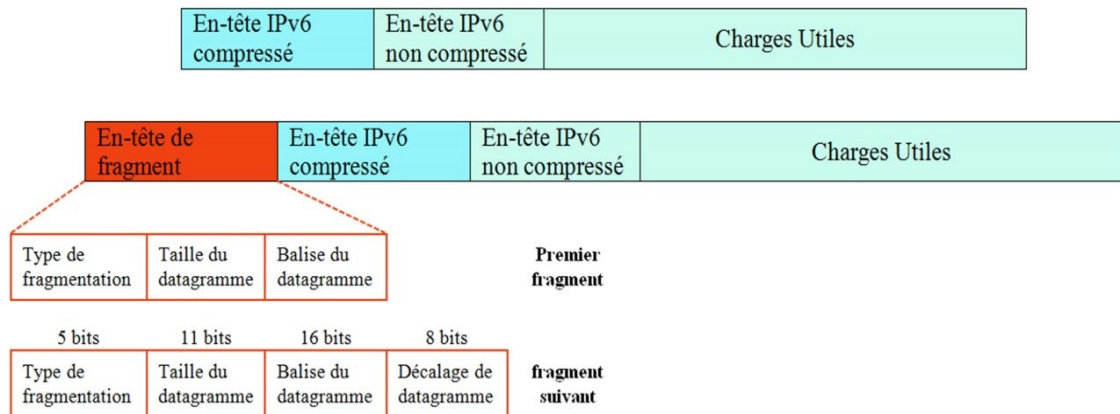 En-tête IPv6
compressé
En-tête IPv6
non compressé
Charges Utiles
En-tête de
fragment
En-tête IPv6
compressé
En-tête IPv6
non compressé
Charges Utiles
Type de
fragmentation
Taille du
datagramme
Balise du
datagramme
Premier
fragment
5 bits
11 bits
16 bits
8 bits
Type de
fragmentation
Taille du
datagramme
Balise du
datagramme
Décalage de
datagramme
fragment
suivant